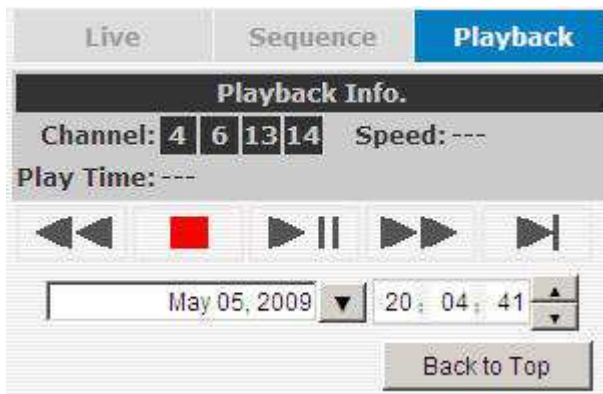 Live Sequence Playback
Playback Info.
Channel: 4 6 13 14 Speed: ---
Play Time: ---
May 05, 2009 20 : 04 : 41
Back to Top